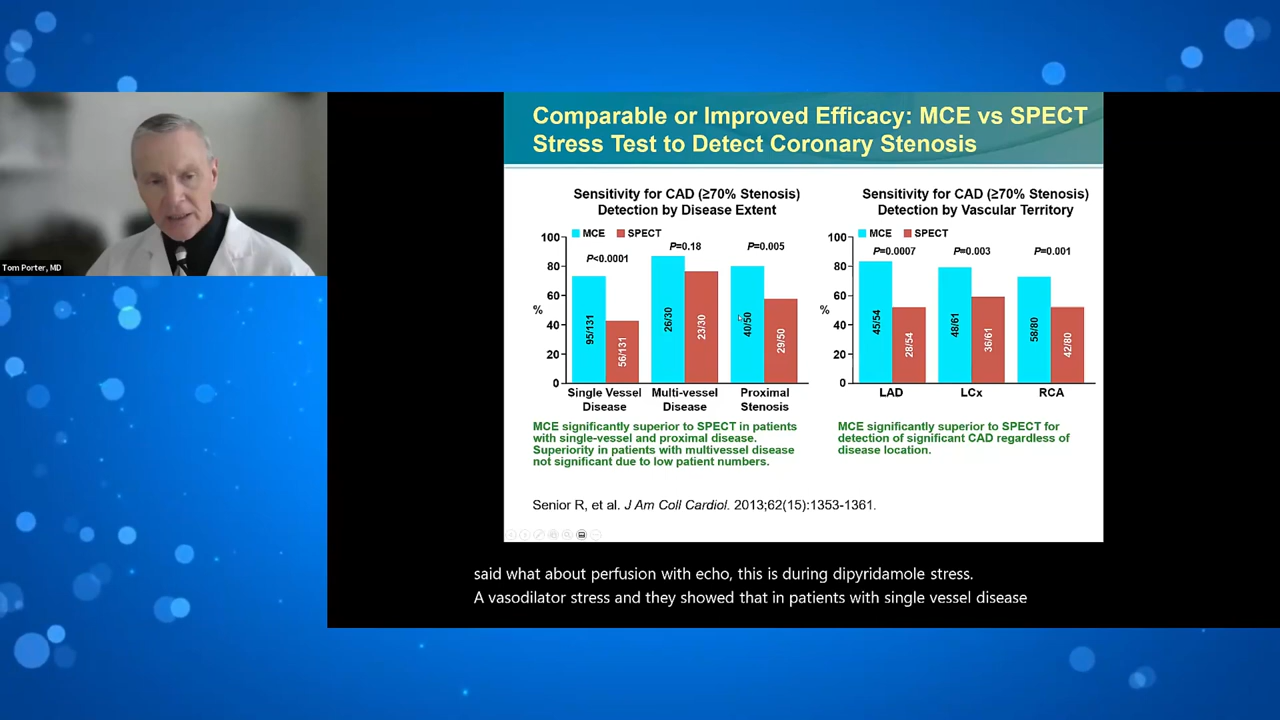 Tom Porter, MD
Comparable or Improved Efficacy: MCE vs SPECT
Stress Test to Detect Coronary Stenosis
Sensitivity for CAD (≥70% Stenosis)
Detection by Disease Extent
MCE SPECT
P<0.0001
P=0.18
P=0.005
%
100
80
60
40
20
0
95/131
56/131
26/30
23/30
40/50
29/50
Single Vessel
Disease
Multi-vessel
Disease
Proximal
Stenosis
MCE significantly superior to SPECT in patients
with single-vessel and proximal disease.
Superiority in patients with multivessel disease
not significant due to low patient numbers.
Sensitivity for CAD (≥70% Stenosis)
Detection by Vascular Territory
MCE SPECT
P=0.0007
P=0.003
P=0.001
%
100
80
60
40
20
0
45/54
28/54
48/61
36/61
58/80
42/80
LAD
LCx
RCA
MCE significantly superior to SPECT for
detection of significant CAD regardless of
disease location.
Senior R, et al. J Am Coll Cardiol. 2013;62(15):1353-1361.
said what about perfusion with echo, this is during dipyridamole stress.
A vasodilator stress and they showed that in patients with single vessel disease